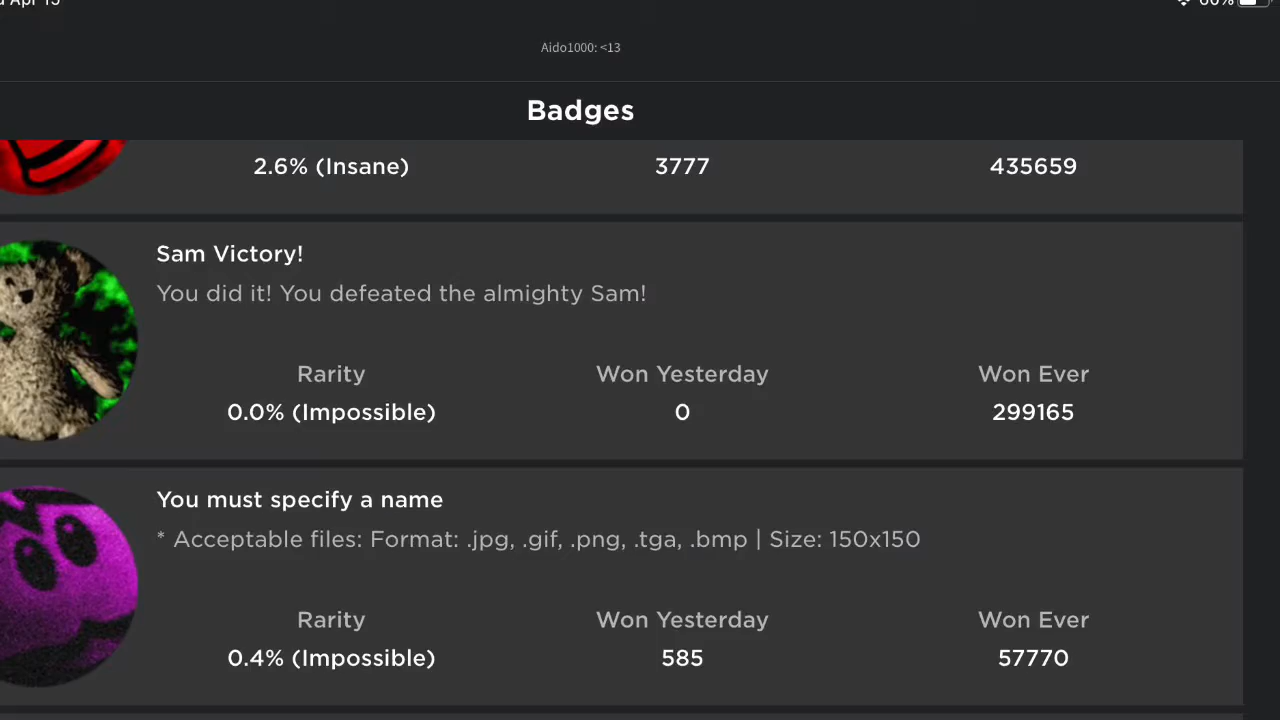 Aido1000: <13
Badges
2.6% (Insane) 3777 435659
Sam Victory!
You did it! You defeated the almighty Sam!
Rarity Won Yesterday Won Ever
0.0% (Impossible) 0 299165
You must specify a name
* Acceptable files: Format: .jpg, .gif, .png, .tga, .bmp | Size: 150x150
Rarity Won Yesterday Won Ever
0.4% (Impossible) 585 57770